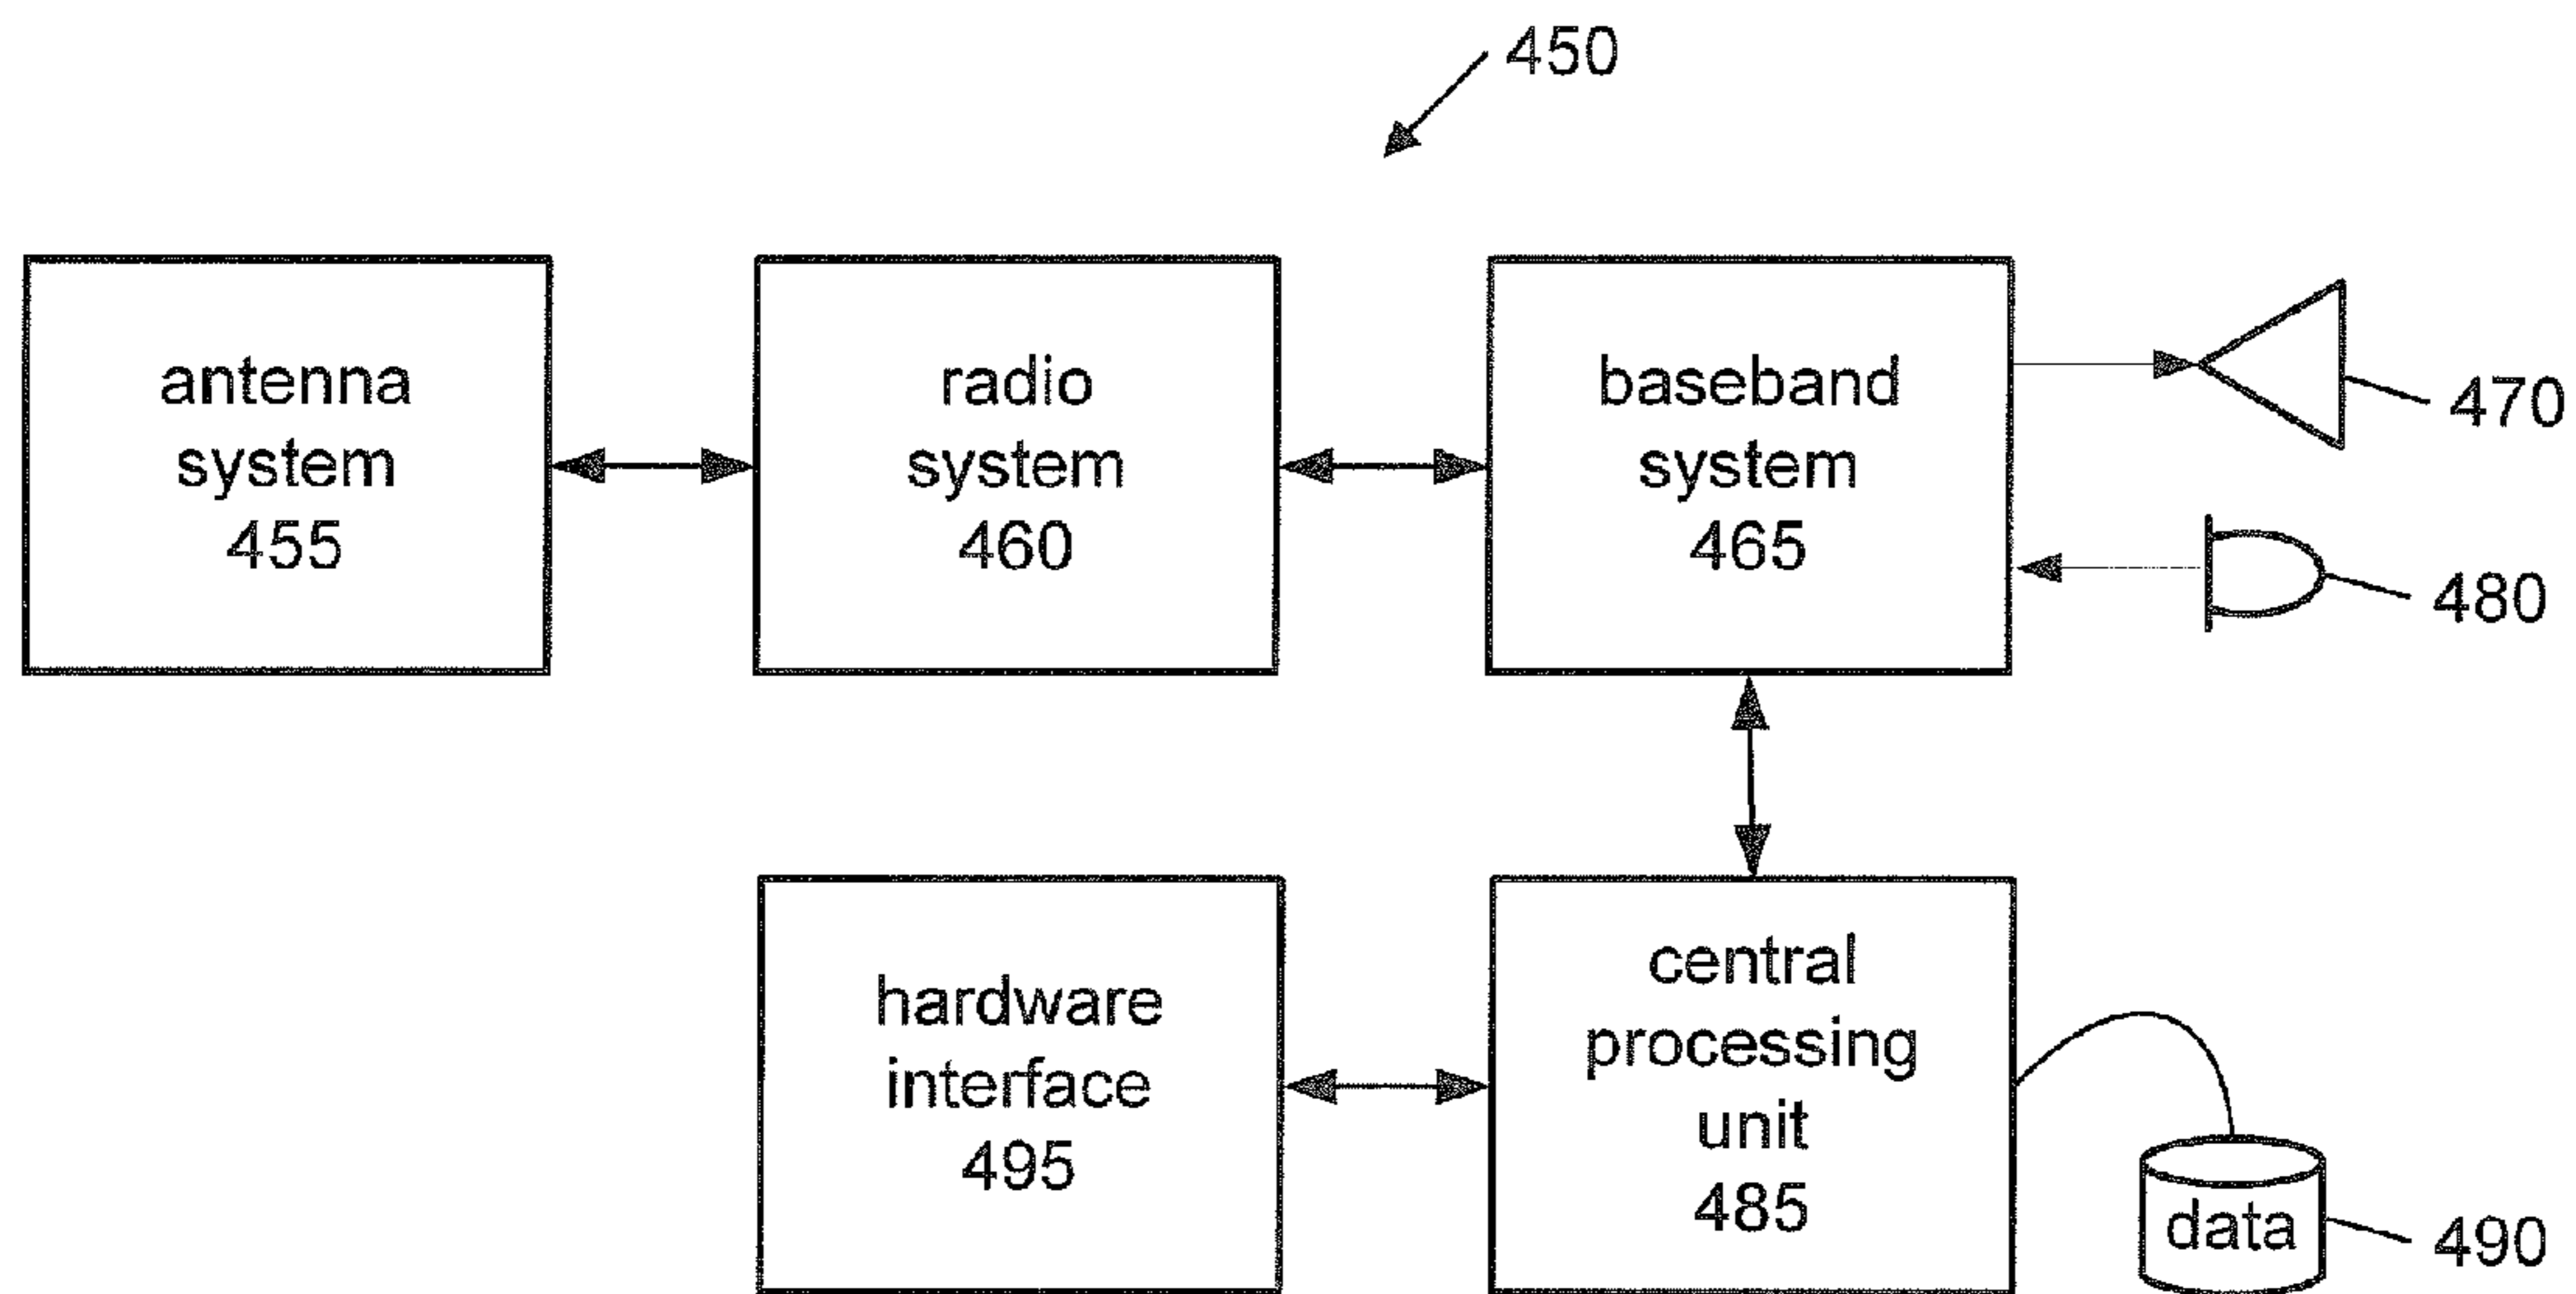 450
antenna
system
455
radio
system
460
baseband
system
465
470
480
hardware
interface
495
central
processing
unit
485
data
490